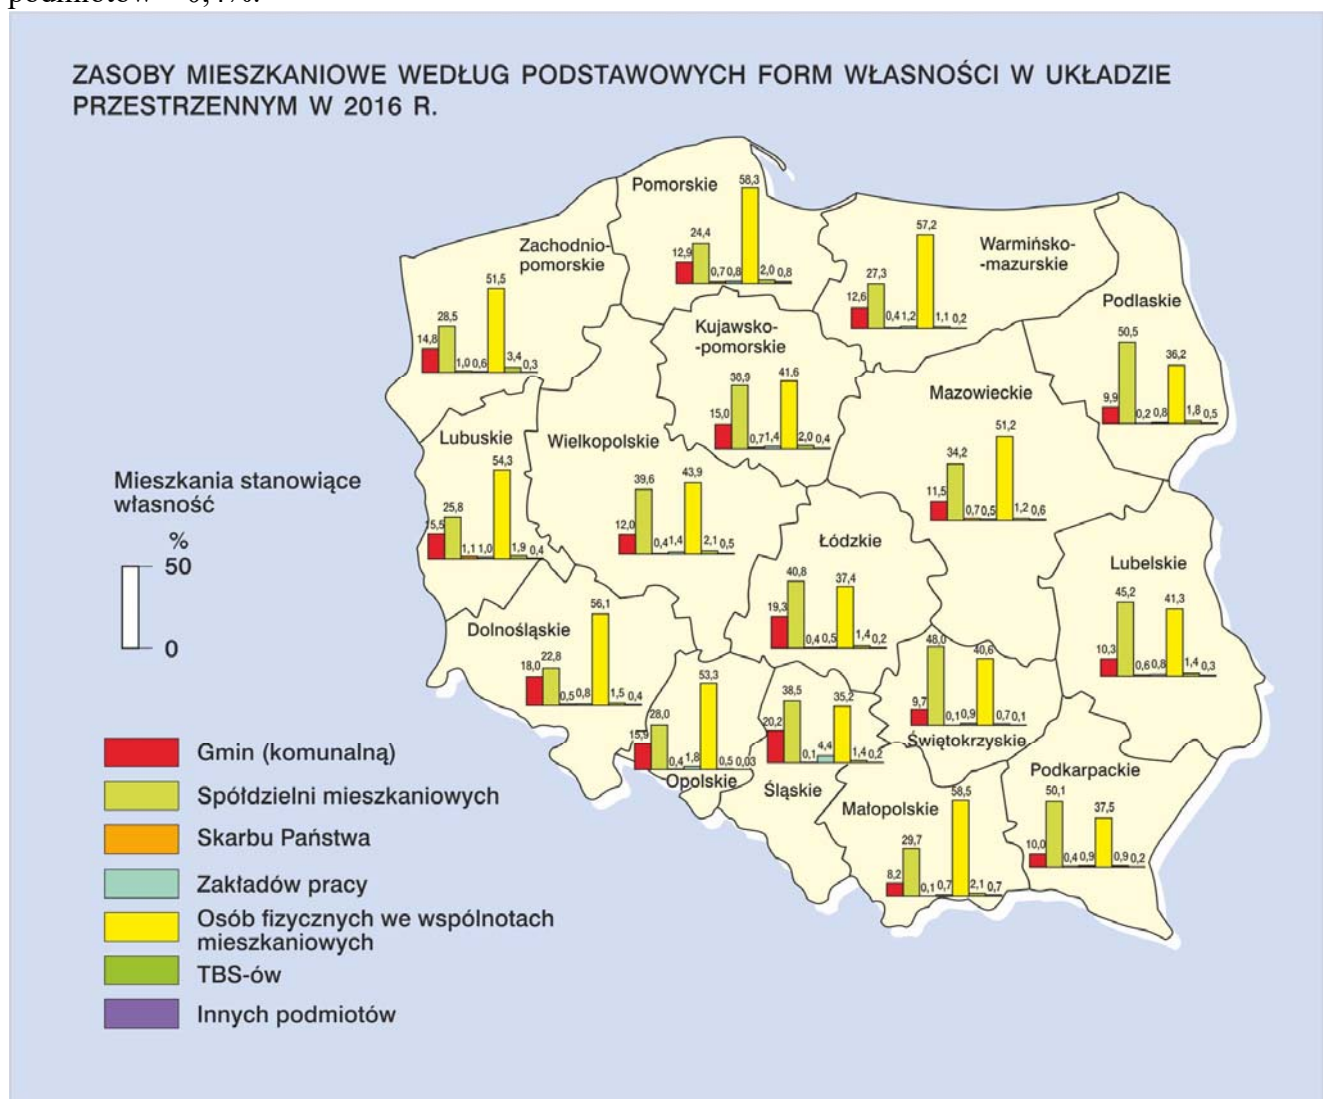 podmiotów – 0,4%.
ZASOBY MIESZKANIOWE WEDŁUG PODSTAWOWYCH FORM WŁASNOŚCI W UKŁADZIE
PRZESTRZENNYM W 2016 R.
Pomorskie
12,9 24,4 0,7 0,8 58,3 2,0 0,8
Zachodnio-
pomorskie
14,8 28,5 1,0 0,6 51,5 3,4 0,3
Warmińsko-
-mazurskie
12,6 27,3 0,4 1,2 57,2 1,1 0,2
Podlaskie
9,9 50,5 0,2 0,8 36,2 1,8 0,5
Kujawsko-
-pomorskie
15,0 38,9 0,7 1,4 41,6 2,0 0,4
Mazowieckie
11,5 34,2 0,7 0,5 51,2 1,2 0,6
Lubuskie
15,5 25,8 1,1 1,0 54,3 1,9 0,4
Wielkopolskie
12,0 39,6 0,4 1,4 43,9 2,1 0,5
Łódzkie
19,3 40,8 0,4 0,5 37,4 1,4 0,2
Lubelskie
10,3 45,2 0,6 0,8 41,3 1,4 0,3
Dolnośląskie
18,0 22,8 0,5 0,8 56,1 1,5 0,4
15,9 28,0 0,4 1,8 53,3 0,5 0,03
Opolskie
20,2 38,5 0,1 4,4 35,2 1,4 0,2
Śląskie
9,7 48,0 0,1 0,9 40,6 0,7 0,1
Świętokrzyskie
Małopolskie
8,2 29,7 0,1 0,7 58,5 2,1 0,7
Podkarpackie
10,0 50,1 0,4 0,9 37,5 0,9 0,2
Mieszkania stanowiące
własność
%
50
0
Gmin (komunalną)
Spółdzielni mieszkaniowych
Skarbu Państwa
Zakładów pracy
Osób fizycznych we wspólnotach
mieszkaniowych
TBS-ów
Innych podmiotów